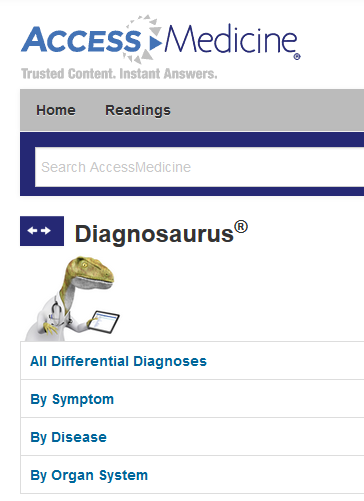 ACCESS Medicine®
Trusted Content. Instant Answers.
Home Readings
Search AccessMedicine
Diagnosaurus®
All Differential Diagnoses
By Symptom
By Disease
By Organ System